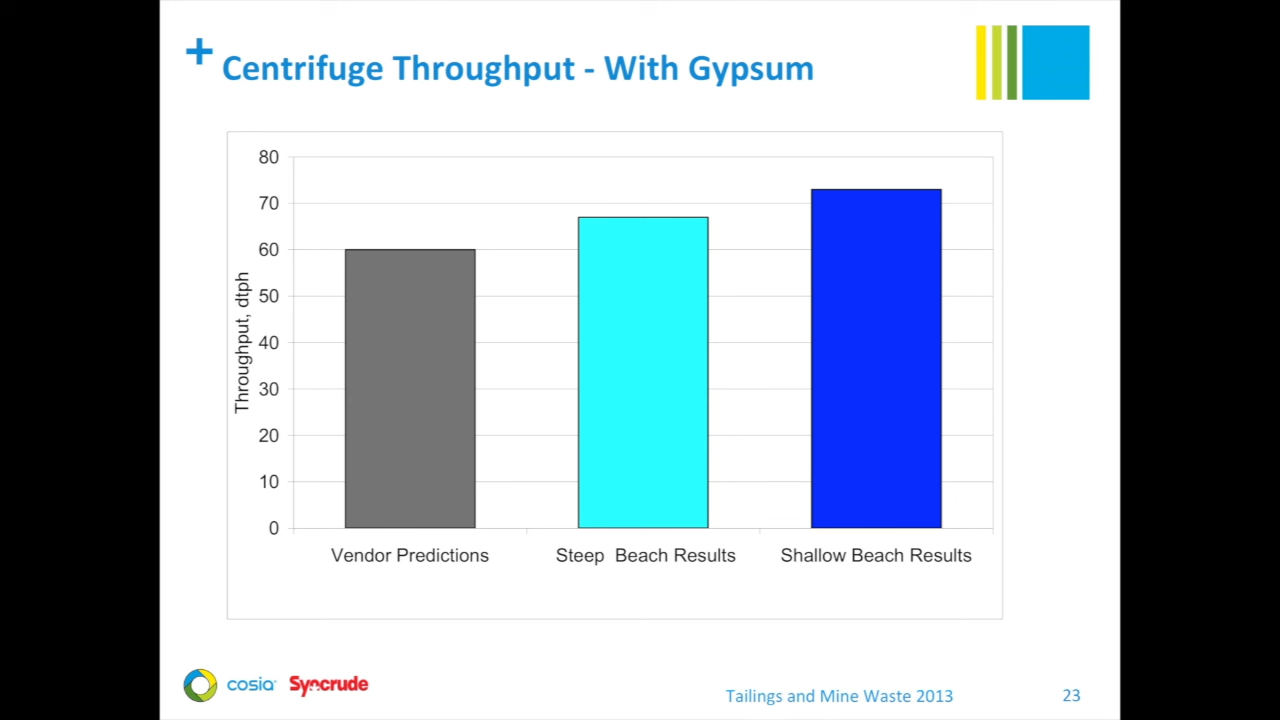 + Centrifuge Throughput - With Gypsum
80
70
60
50
40
30
20
10
0
Throughput, dtph
Vendor Predictions
Steep Beach Results
Shallow Beach Results
cosia
Syncrude
Tailings and Mine Waste 2013
23